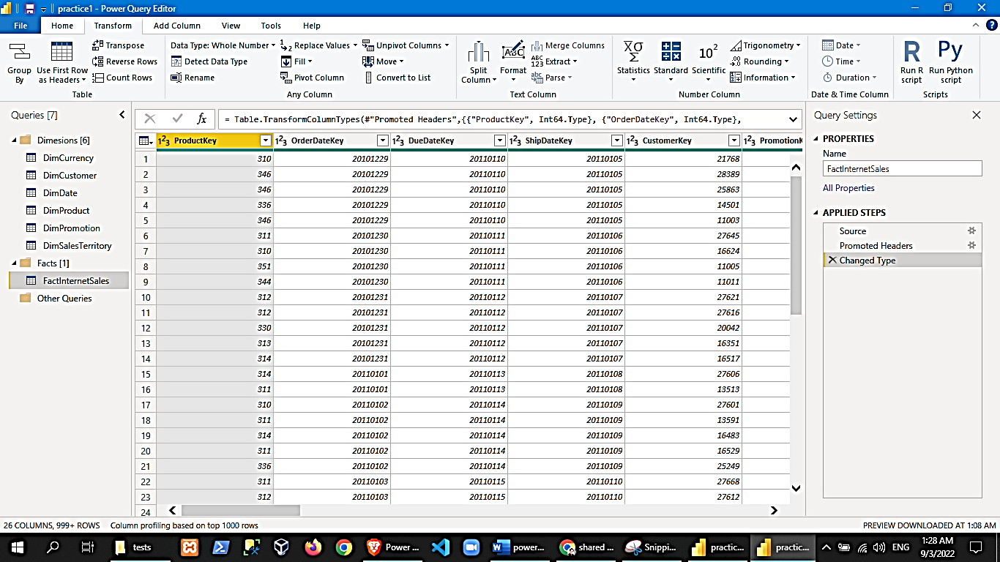 practice1 - Power Query Editor
File Home Transform Add Column View Tools Help
Group By
Use First Row as Headers
Transpose
Reverse Rows
Count Rows
Table
Data Type: Whole Number
Detect Data Type
Rename
Replace Values
Fill
Pivot Column
Unpivot Columns
Move
Convert to List
Any Column
Split Column
Format
Merge Columns
Extract
Parse
Text Column
Statistics
Standard
Scientific
Trigonometry
Rounding
Information
Number Column
Date
Time
Duration
Date & Time Column
Run R script
Run Python script
Scripts
Queries [7]
Dimesions [6]
DimCurrency
DimCustomer
DimDate
DimProduct
DimPromotion
DimSalesTerritory
Facts [1]
FactInternetSales
Other Queries
= Table.TransformColumnTypes(#"Promoted Headers",{{"ProductKey", Int64.Type}, {"OrderDateKey", Int64.Type},
ProductKey OrderDateKey DueDateKey ShipDateKey CustomerKey PromotionK
1 310 20101229 20110110 20110105 21768
2 346 20101229 20110110 20110105 28389
3 346 20101229 20110110 20110105 25863
4 336 20101229 20110110 20110105 14501
5 346 20101229 20110110 20110105 11003
6 311 20101230 20110111 20110106 27645
7 310 20101230 20110111 20110106 16624
8 351 20101230 20110111 20110106 11005
9 344 20101230 20110111 20110106 11011
10 312 20101231 20110112 20110107 27621
11 312 20101231 20110112 20110107 27616
12 330 20101231 20110112 20110107 20042
13 313 20101231 20110112 20110107 16351
14 314 20101231 20110112 20110107 16517
15 314 20110101 20110113 20110108 27606
16 311 20110101 20110113 20110108 13513
17 310 20110102 20110114 20110109 27601
18 311 20110102 20110114 20110109 13591
19 314 20110102 20110114 20110109 16483
20 311 20110102 20110114 20110109 16529
21 336 20110102 20110114 20110109 25249
22 311 20110103 20110115 20110110 27668
23 312 20110103 20110115 20110110 27612
24
Query Settings
PROPERTIES
Name
FactInternetSales
All Properties
APPLIED STEPS
Source
Promoted Headers
Changed Type
26 COLUMNS, 999+ ROWS Column profiling based on top 1000 rows
PREVIEW DOWNLOADED AT 1:08 AM
tests
Power ...
power...
shared ...
Snippi...
practic...
practic...
ENG
1:28 AM
9/3/2022